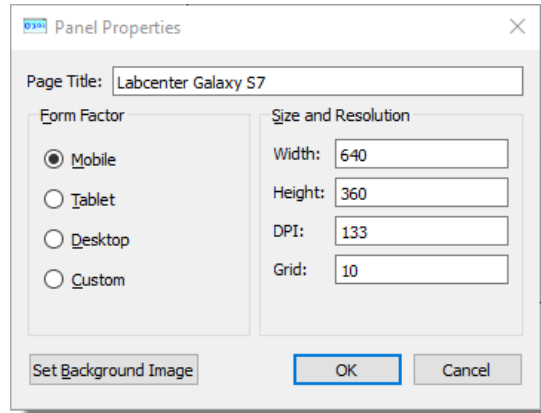 Panel Properties
Page Title: Labcenter Galaxy S7
Form Factor
Mobile
Tablet
Desktop
Custom
Size and Resolution
Width: 640
Height: 360
DPI: 133
Grid: 10
Set Background Image
OK
Cancel